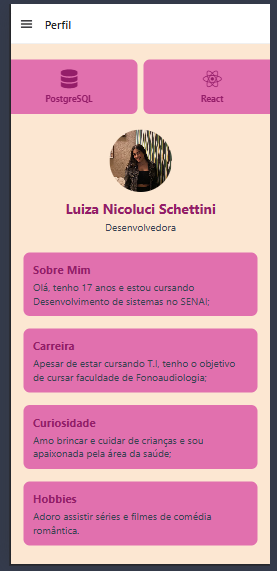 Perfil
PostgreSQL
React
Luiza Nicoluci Schettini
Desenvolvedora
Sobre Mim
Olá, tenho 17 anos e estou cursando
Desenvolvimento de sistemas no SENAI;
Carreira
Apesar de estar cursando T.I, tenho o objetivo
de cursar faculdade de Fonoaudiologia;
Curiosidade
Amo brincar e cuidar de crianças e sou
apaixonada pela área da saúde;
Hobbies
Adoro assistir séries e filmes de comédia
romântica.